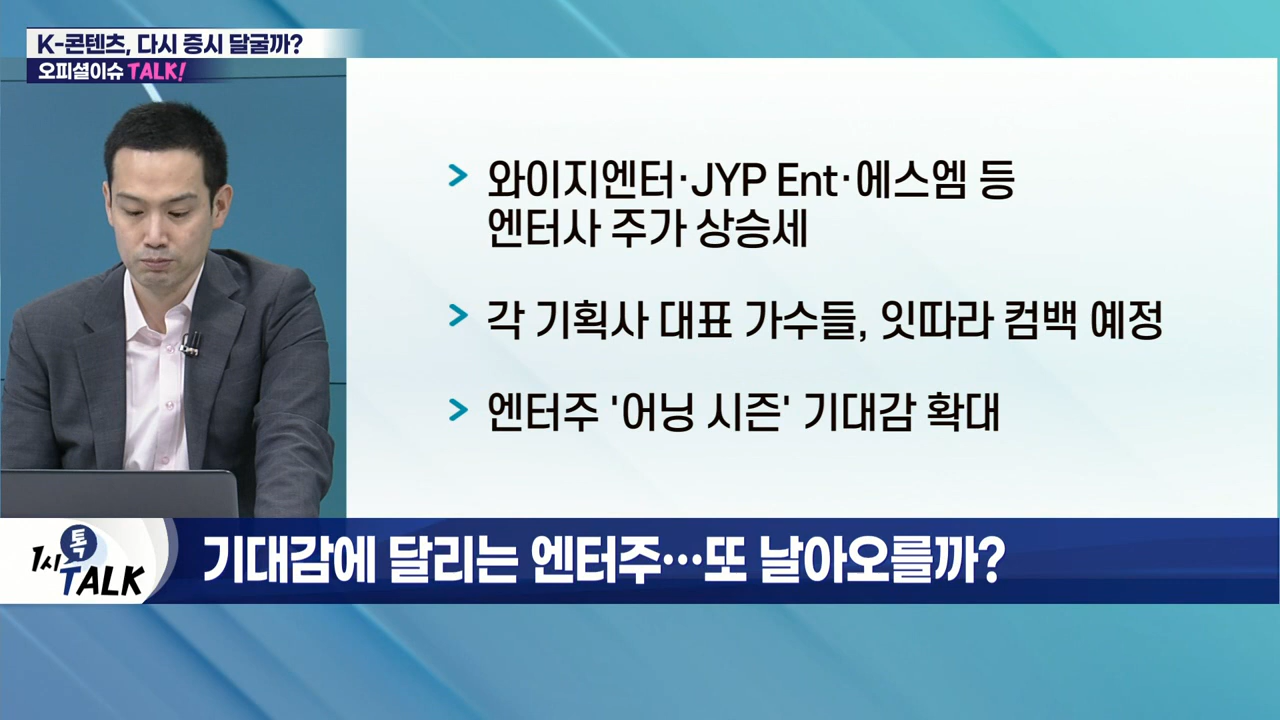 K-콘텐츠, 다시 증시 달굴까?
오피셜이슈 TALK!
> 와이지엔터·JYP Ent·에스엠 등
엔터사 주가 상승세
> 각 기획사 대표 가수들, 잇따라 컴백 예정
> 엔터주 '어닝 시즌' 기대감 확대
1시 톡 TALK
기대감에 달리는 엔터주…또 날아오를까?